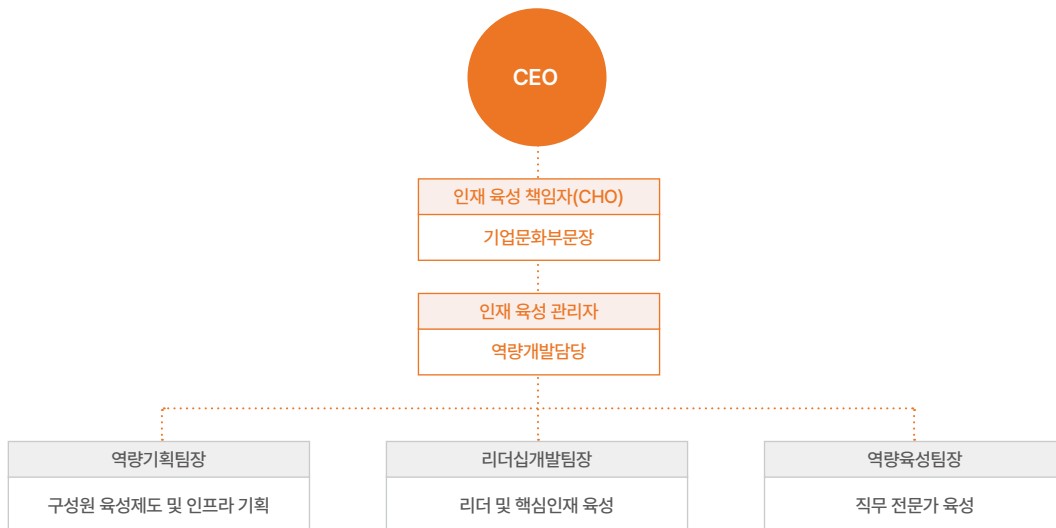 CEO
인재 육성 책임자(CHO)
기업문화부문장
인재 육성 관리자
역량개발담당
역량기획팀장
구성원 육성제도 및 인프라 기획
리더십개발팀장
리더 및 핵심인재 육성
역량육성팀장
직무 전문가 육성